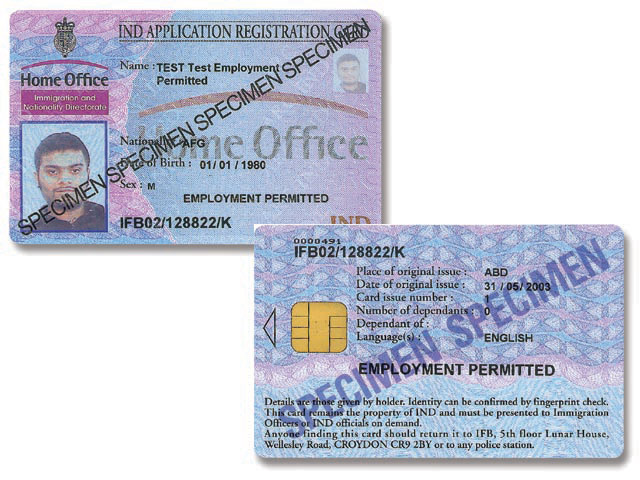 IND APPLICATION REGISTRATION CARD
Home Office
Immigration and
Nationality Directorate
Name : TEST Test Employment
Permitted
Home Office
Nationality : AFG
Date of Birth : 01/ 01 / 1980
Sex : M
EMPLOYMENT PERMITTED
IFB02/128822/K
IND
SPECIMEN SPECIMEN SPECIMEN SPECIMEN
0000491
IFB02/128822/K
Place of original issue : ABD
Date of original issue : 31 / 05/ 2003
Card issue number : 1
Number of dependants : 0
Dependant of :
Language(s) : ENGLISH
EMPLOYMENT PERMITTED
SPECIMEN SPECIMEN
Details are those given by holder. Identity can be confirmed by fingerprint check.
This card remains the property of IND and must be presented to Immigration
Officers or IND officials on demand.
Anyone finding this card should return it to IFB, 5th floor Lunar House,
Wellesley Road, CROYDON CR9 2BY or to any police station.